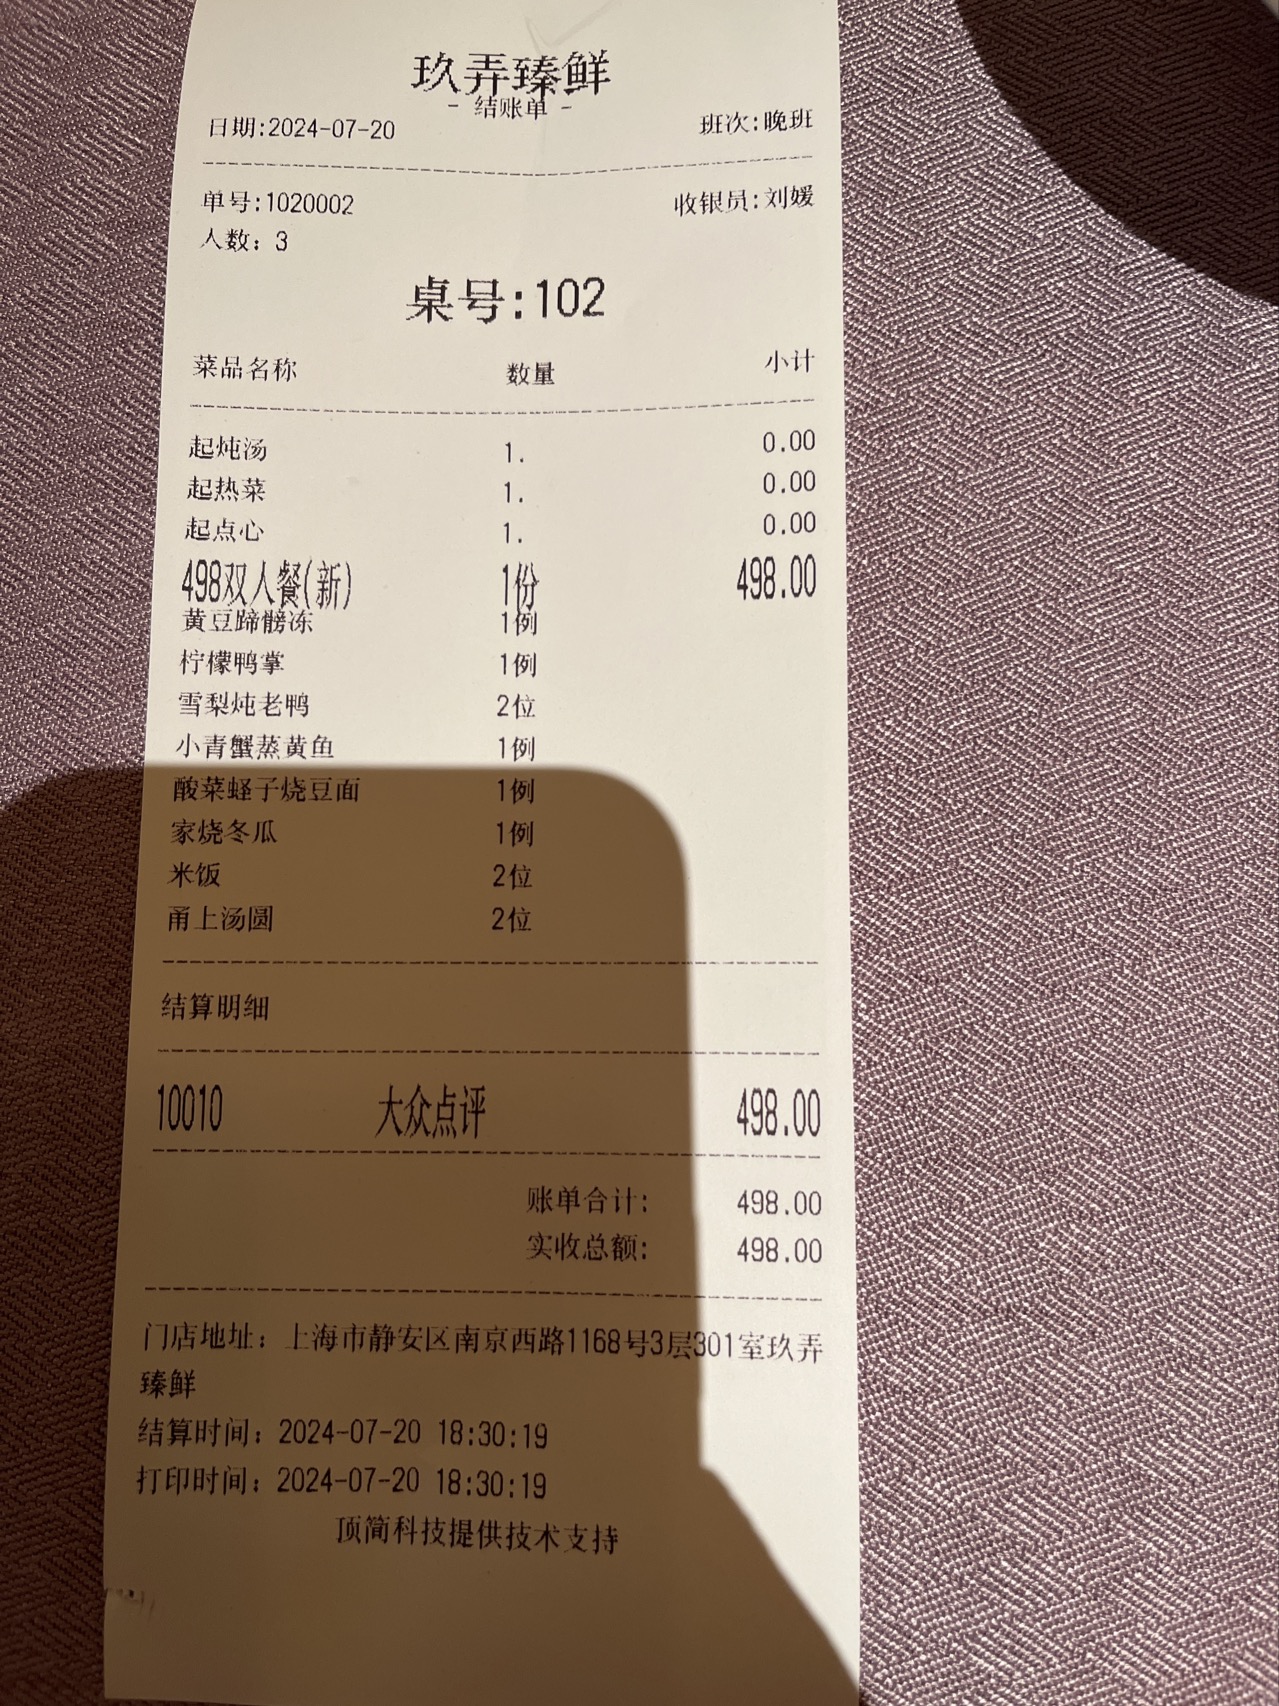 玖弄臻鲜
- 结账单 -
日期:2024-07-20 班次:晚班
单号:1020002 收银员:刘媛
人数: 3
桌号:102
菜品名称 数量 小计
起炖汤 1. 0.00
起热菜 1. 0.00
起点心 1. 0.00
498双人餐(新) 1份 498.00
黄豆蹄髈冻 1例
柠檬鸭掌 1例
雪梨炖老鸭 2位
小青蟹蒸黄鱼 1例
酸菜蛏子烧豆面 1例
家烧冬瓜 1例
米饭 2位
甬上汤圆 2位
结算明细
10010 大众点评 498.00
账单合计: 498.00
实收总额: 498.00
门店地址: 上海市静安区南京西路1168号3层301室玖弄
臻鲜
结算时间: 2024-07-20 18:30:19
打印时间: 2024-07-20 18:30:19
顶简科技提供技术支持